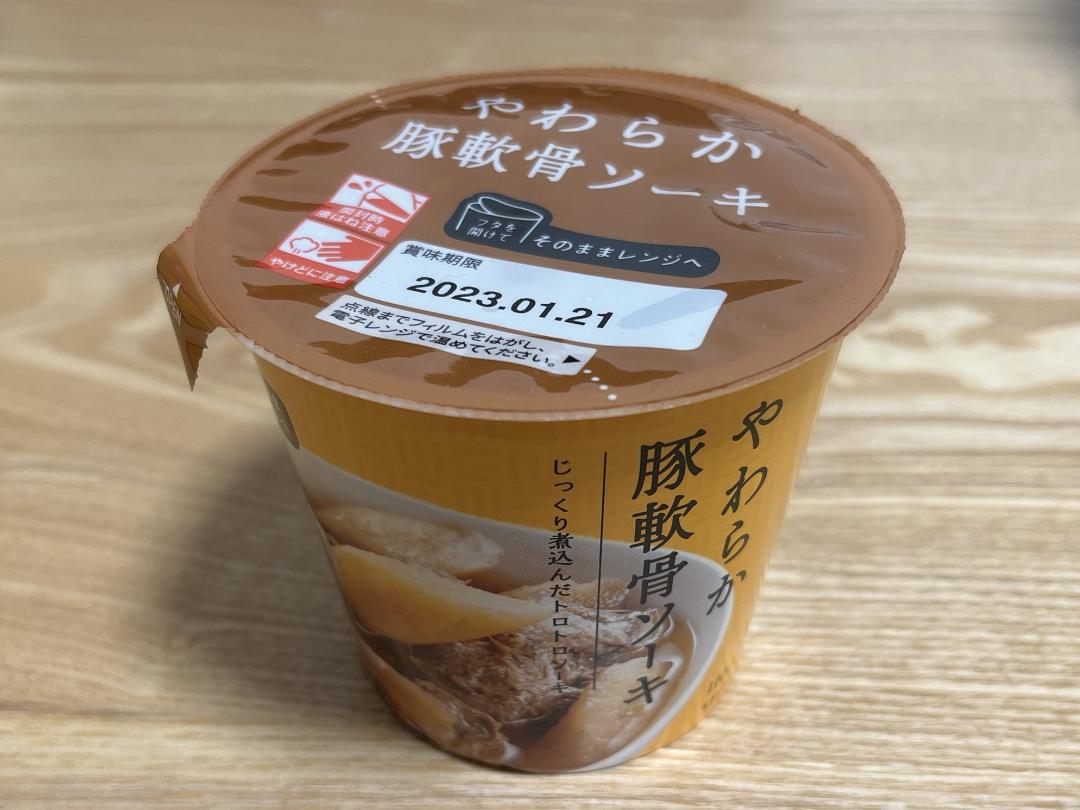 やわらか
豚軟骨ソーキ
開封時
液はね注意
やけどに注意
フタを
開けて
そのままレンジへ
賞味期限
2023.01.21
点線までフィルムをはがし、
電子レンジで温めてください。
やわらか
豚軟骨ソーキ
じっくり煮込んだトロトロソーキ